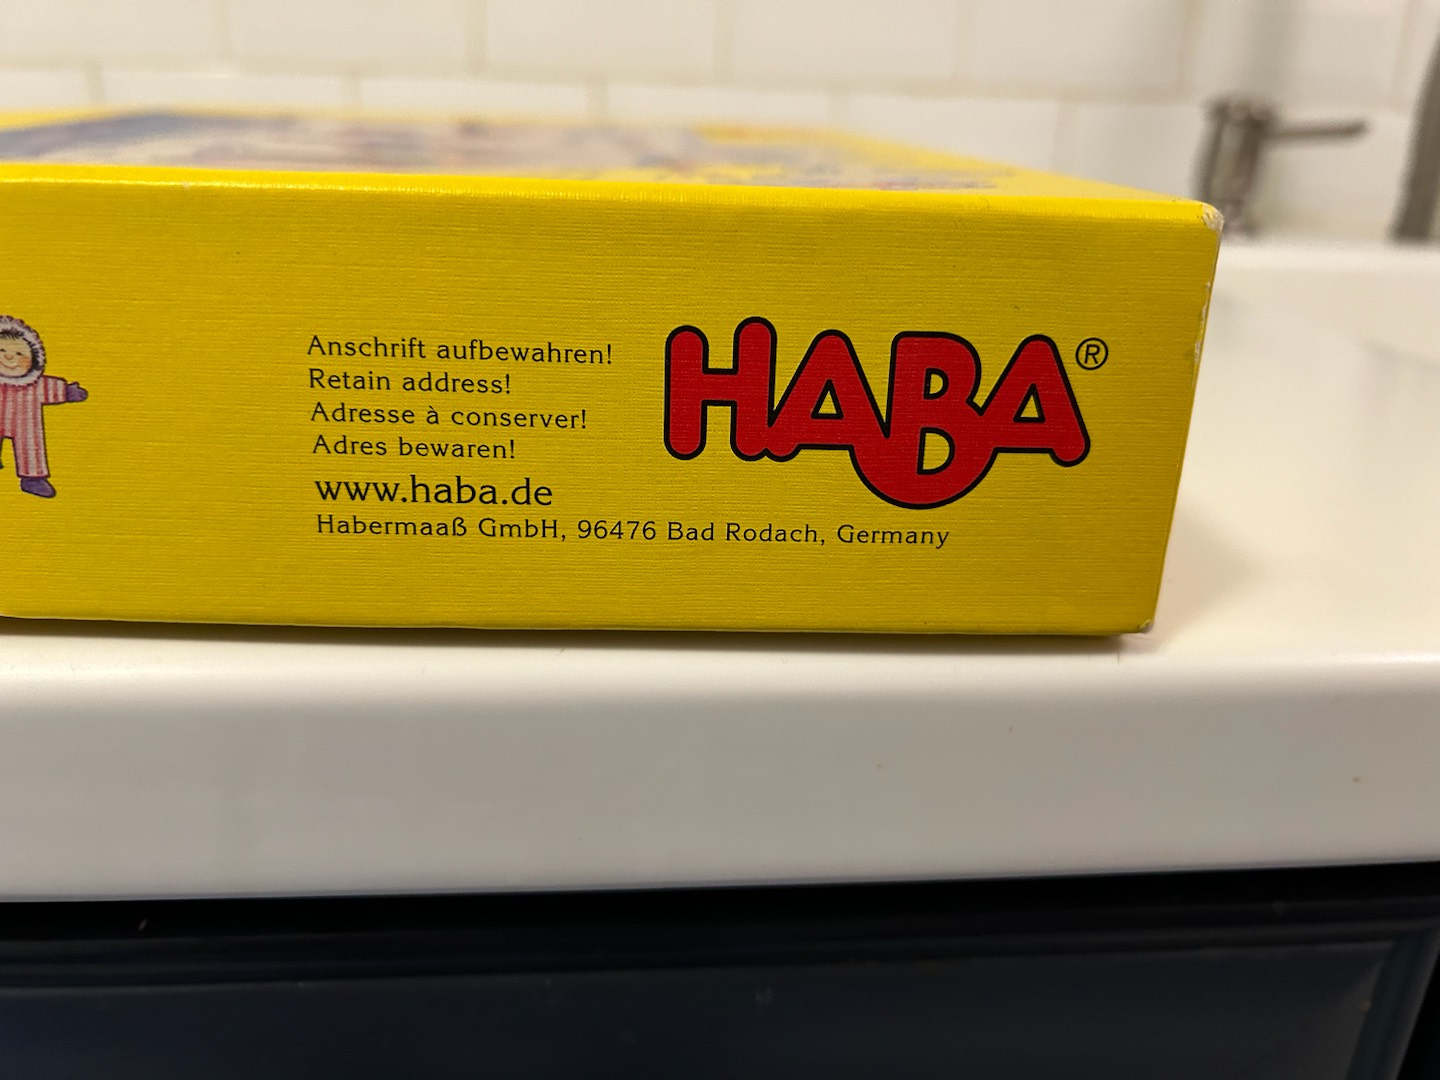 Anschrift aufbewahren!
Retain address!
Adresse à conserver!
Adres bewaren!
www.haba.de
Habermaaß GmbH, 96476 Bad Rodach, Germany
HABA®